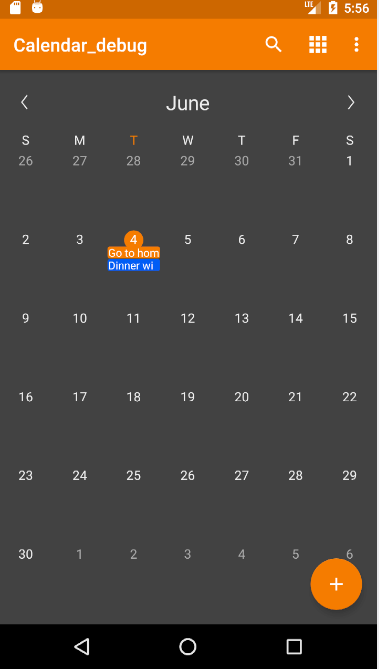 LTE 5:56
Calendar_debug
June
S M T W T F S
26 27 28 29 30 31 1
2 3 4 5 6 7 8
Go to hom
Dinner wi
9 10 11 12 13 14 15
16 17 18 19 20 21 22
23 24 25 26 27 28 29
30 1 2 3 4 5 6